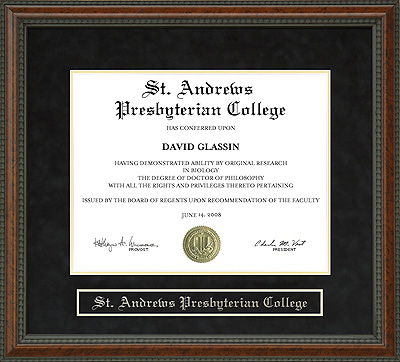 St. Andrews
Presbyterian College
HAS CONFERRED UPON
DAVID GLASSIN
HAVING DEMONSTRATED ABILITY BY ORIGINAL RESEARCH
IN BIOLOGY
THE DEGREE OF DOCTOR OF PHILOSOPHY
WITH ALL THE RIGHTS AND PRIVILEGES THERETO PERTAINING
ISSUED BY THE BOARD OF REGENTS UPON RECOMMENDATION OF THE FACULTY
JUNE 14, 2008
PROVOST
PRESIDENT
St. Andrews Presbyterian College